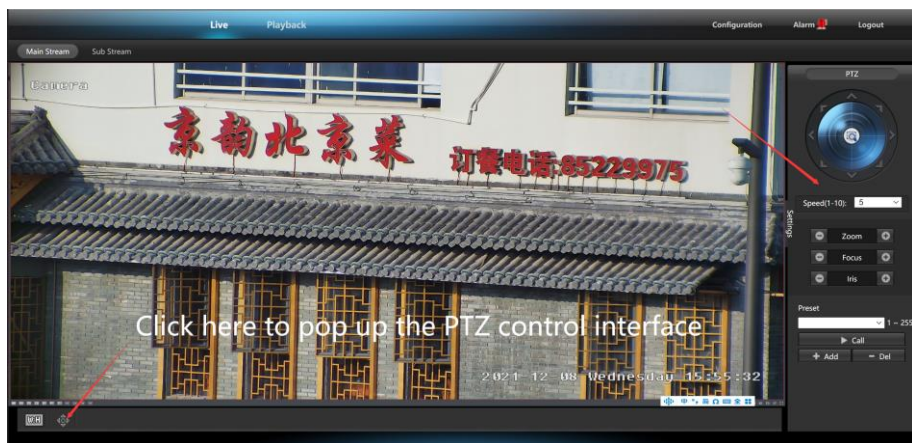 Live Playback Configuration Alarm Logout
Main Stream Sub Stream
PTZ
Camera
京韵北京菜
订餐电话:85229975
Speed(1-10): 5
Settings
Zoom
Focus
Iris
Click here to pop up the PTZ control interface
Preset
1 ~ 255
Call
+ Add − Del
2021-12-08 Wednesday 15:55:32
W:H